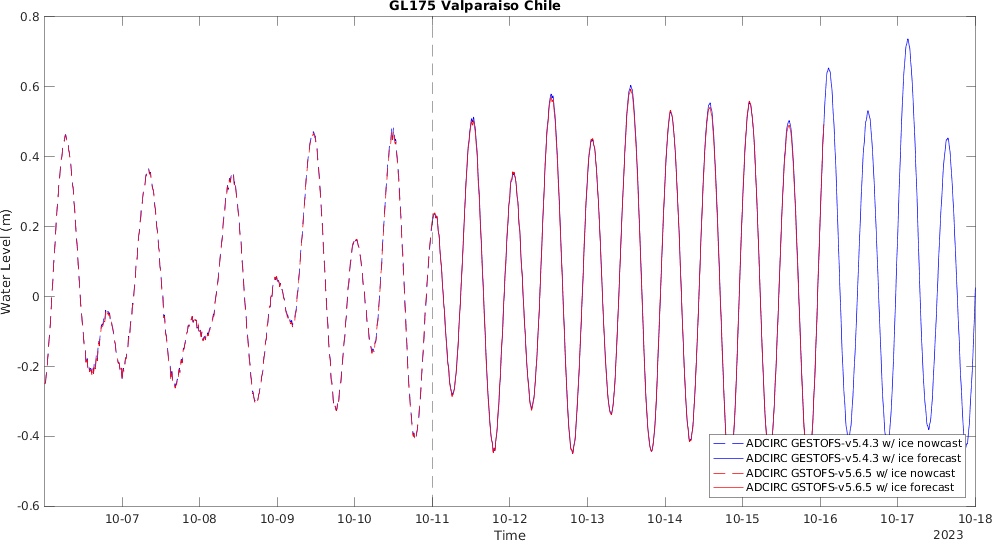 GL175 Valparaiso Chile
0.8
0.6
0.4
0.2
0
-0.2
-0.4
-0.6
Water Level (m)
ADCIRC GESTOFS-v5.4.3 w/ ice nowcast
ADCIRC GESTOFS-v5.4.3 w/ ice forecast
ADCIRC GSTOFS-v5.6.5 w/ ice nowcast
ADCIRC GSTOFS-v5.6.5 w/ ice forecast
10-07 10-08 10-09 10-10 10-11 10-12 10-13 10-14 10-15 10-16 10-17 10-18
Time
2023